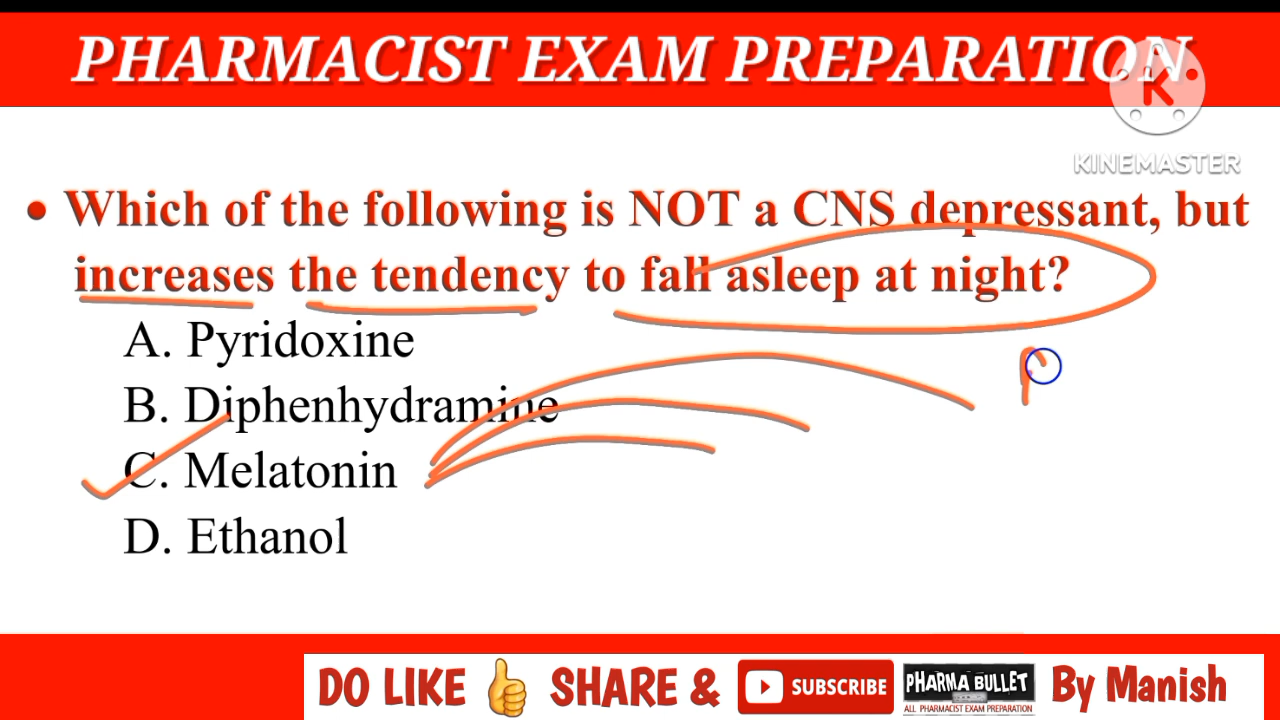 PHARMACIST EXAM PREPARATION
K
KINEMASTER
• Which of the following is NOT a CNS depressant, but
increases the tendency to fall asleep at night?
A. Pyridoxine
B. Diphenhydramine
C. Melatonin
D. Ethanol
DO LIKE 👍 SHARE & SUBSCRIBE PHARMA BULLET By Manish
ALL PHARMACIST EXAM PREPARATION